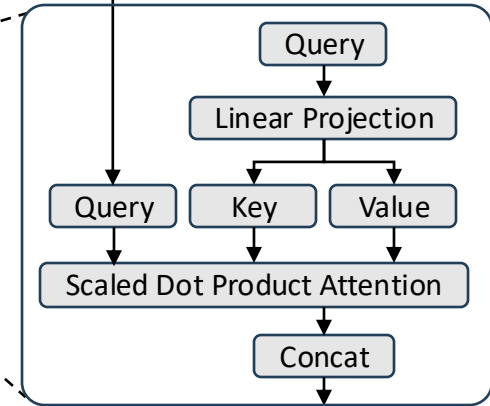 Query
Linear Projection
Query
Key
Value
Scaled Dot Product Attention
Concat